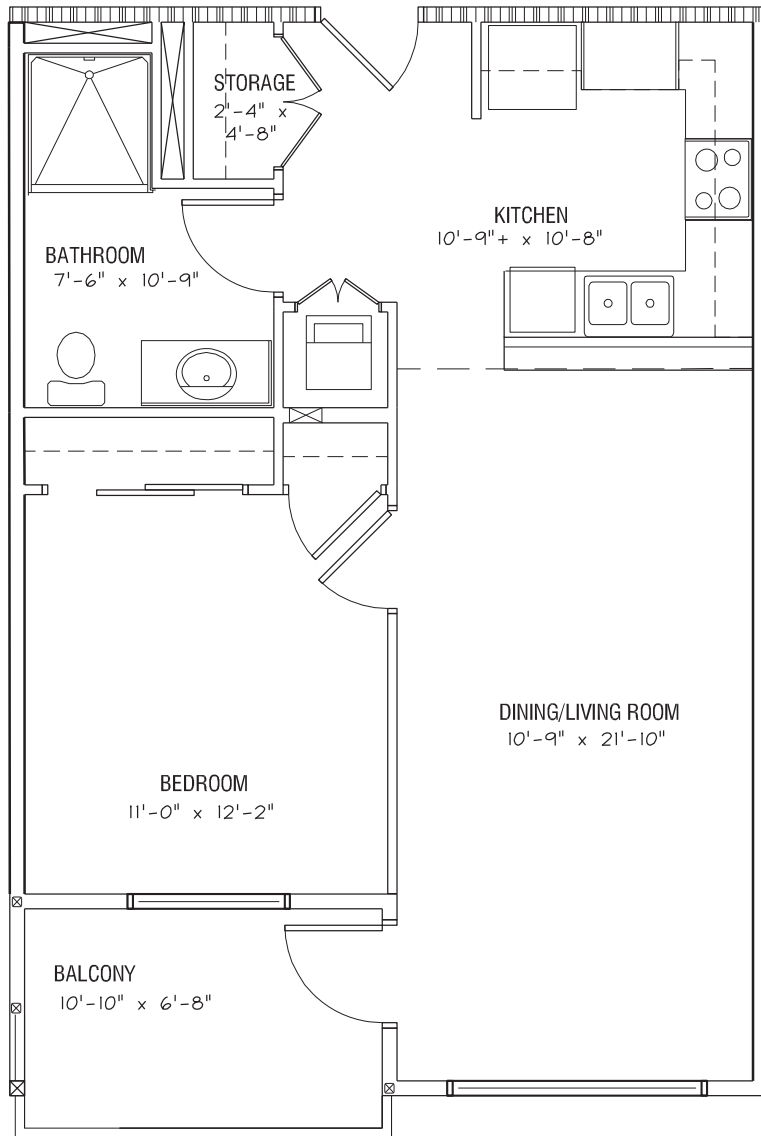 STORAGE
2'-4" x
4'-8"
KITCHEN
10'-9"+ x 10'-8"
BATHROOM
7'-6" x 10'-9"
DINING/LIVING ROOM
10'-9" x 21'-10"
BEDROOM
11'-0" x 12'-2"
BALCONY
10'-10" x 6'-8"